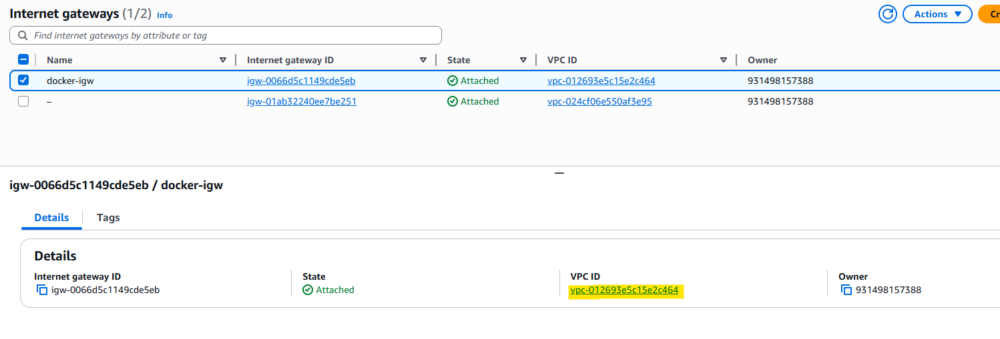 Internet gateways (1/2) Info
Actions
Cr
Find internet gateways by attribute or tag
Name Internet gateway ID State VPC ID Owner
docker-igw igw-0066d5c1149cde5eb Attached vpc-012693e5c15e2c464 931498157388
– igw-01ab32240ee7be251 Attached vpc-024cf06e550af3e95 931498157388
igw-0066d5c1149cde5eb / docker-igw
Details Tags
Details
Internet gateway ID State VPC ID Owner
igw-0066d5c1149cde5eb Attached vpc-012693e5c15e2c464 931498157388